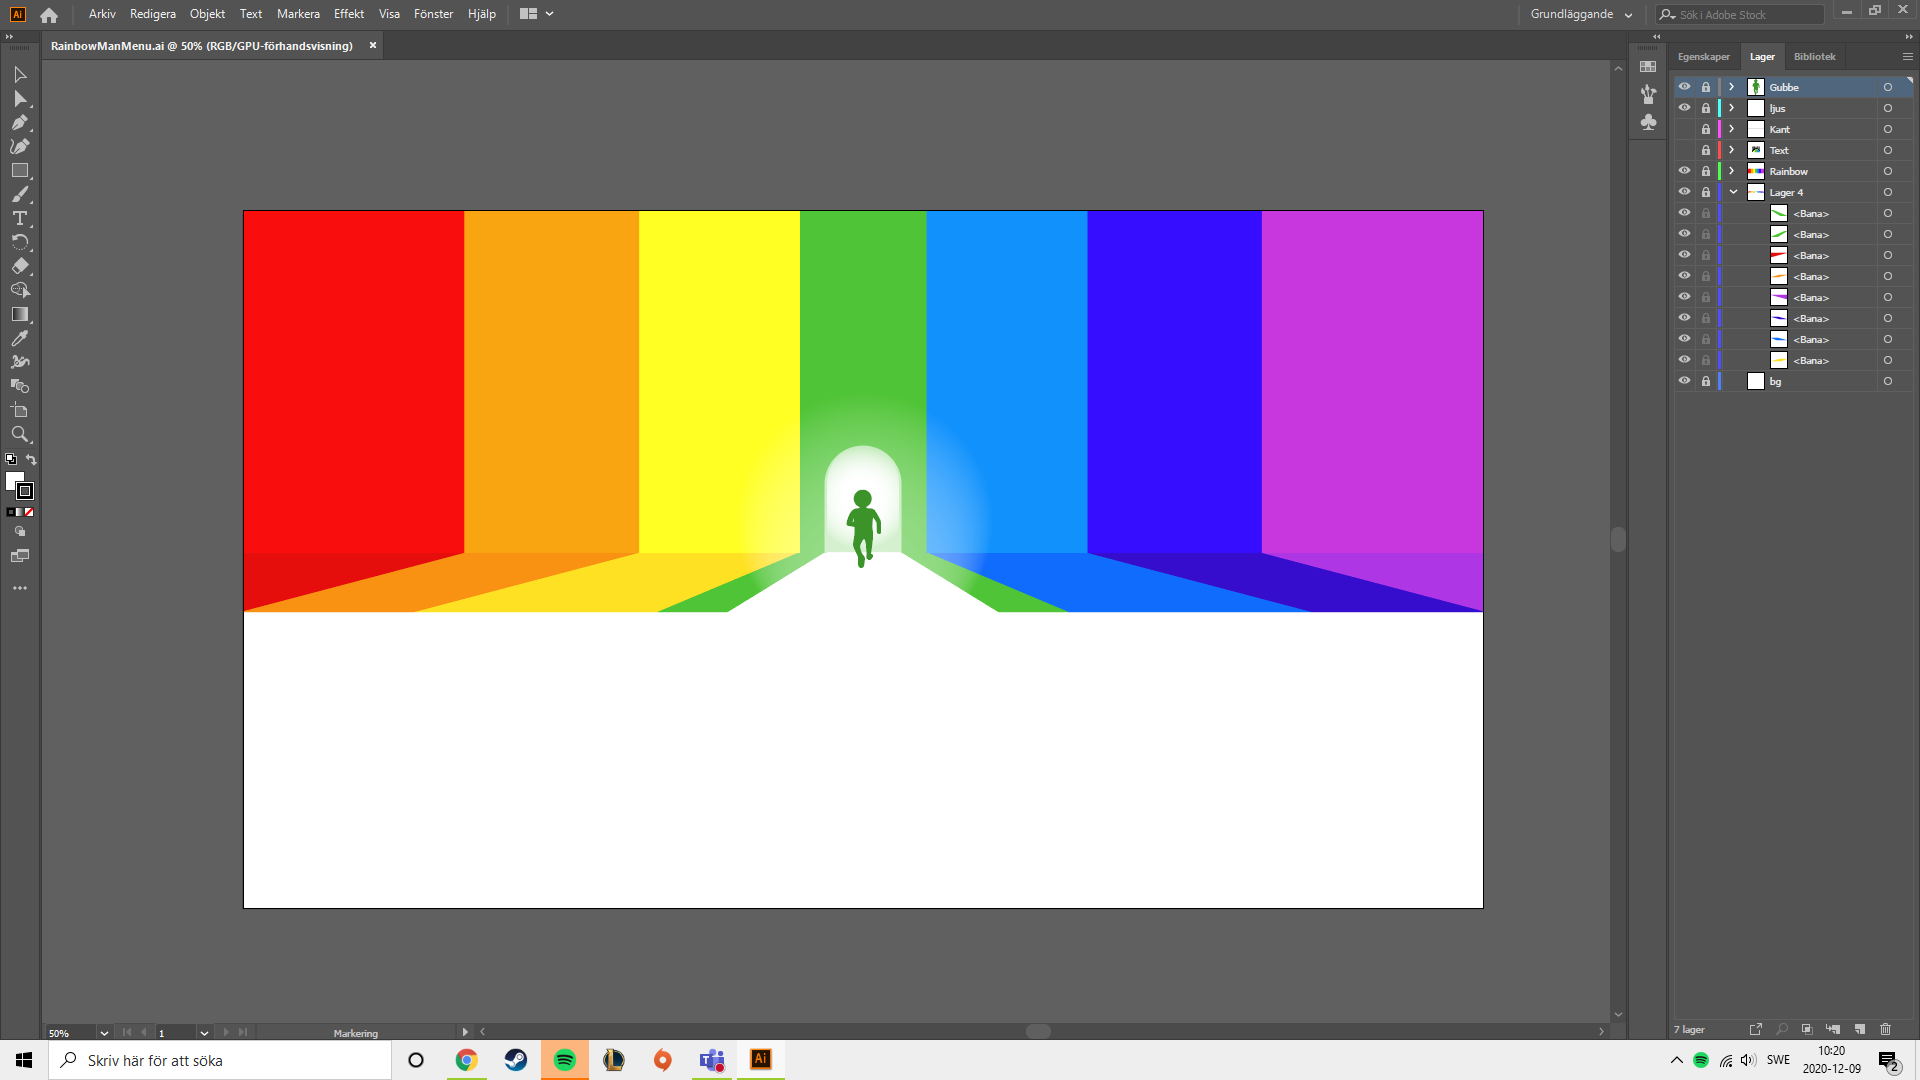 Ai
Arkiv Redigera Objekt Text Markera Effekt Visa Fönster Hjälp
Grundläggande
Sök i Adobe Stock
RainbowManMenu.ai @ 50% (RGB/GPU-förhandsvisning)
Egenskaper Lager Bibliotek
Gubbe
ljus
Kant
Text
Rainbow
Lager 4
<Bana>
<Bana>
<Bana>
<Bana>
<Bana>
<Bana>
<Bana>
<Bana>
bg
50% 1 Markering
7 lager
Skriv här för att söka
Ai
SWE
10:20
2020-12-09
2